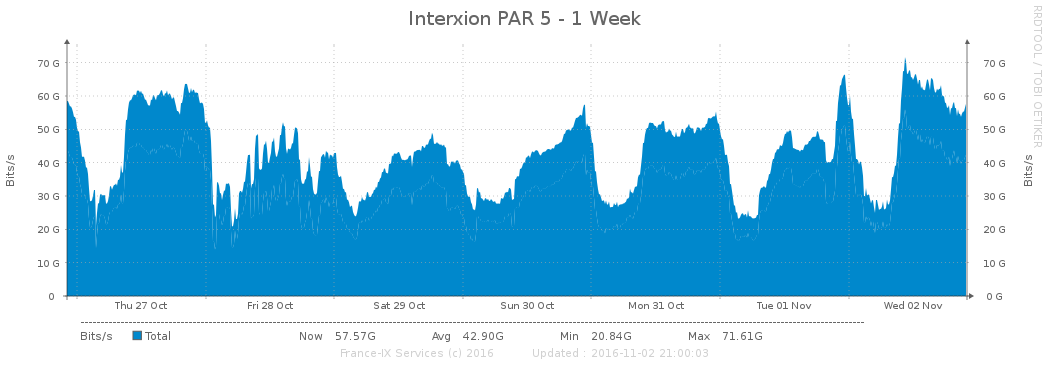 Interxion PAR 5 - 1 Week
RRDTOOL / TOBI OETIKER
Bits/s
70 G 70 G
60 G 60 G
50 G 50 G
40 G 40 G
30 G 30 G
20 G 20 G
10 G 10 G
0 0 G
Bits/s
Thu 27 Oct Fri 28 Oct Sat 29 Oct Sun 30 Oct Mon 31 Oct Tue 01 Nov Wed 02 Nov
Bits/s Total Now 57.57G Avg 42.90G Min 20.84G Max 71.61G
France-IX Services (c) 2016 Updated : 2016-11-02 21:00:03